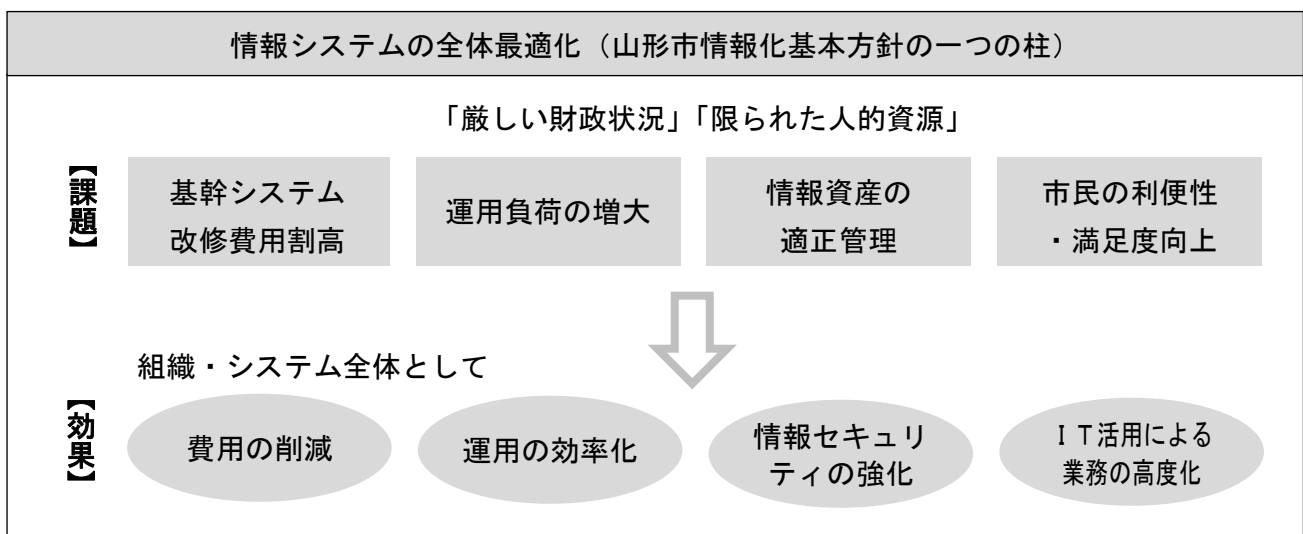 情報システムの全体最適化（山形市情報化基本方針の一つの柱）
「厳しい財政状況」「限られた人的資源」
【課題】
基幹システム
改修費用割高
運用負荷の増大
情報資産の
適正管理
市民の利便性
・満足度向上
組織・システム全体として
【効果】
費用の削減
運用の効率化
情報セキュリ
ティの強化
ＩＴ活用による
業務の高度化